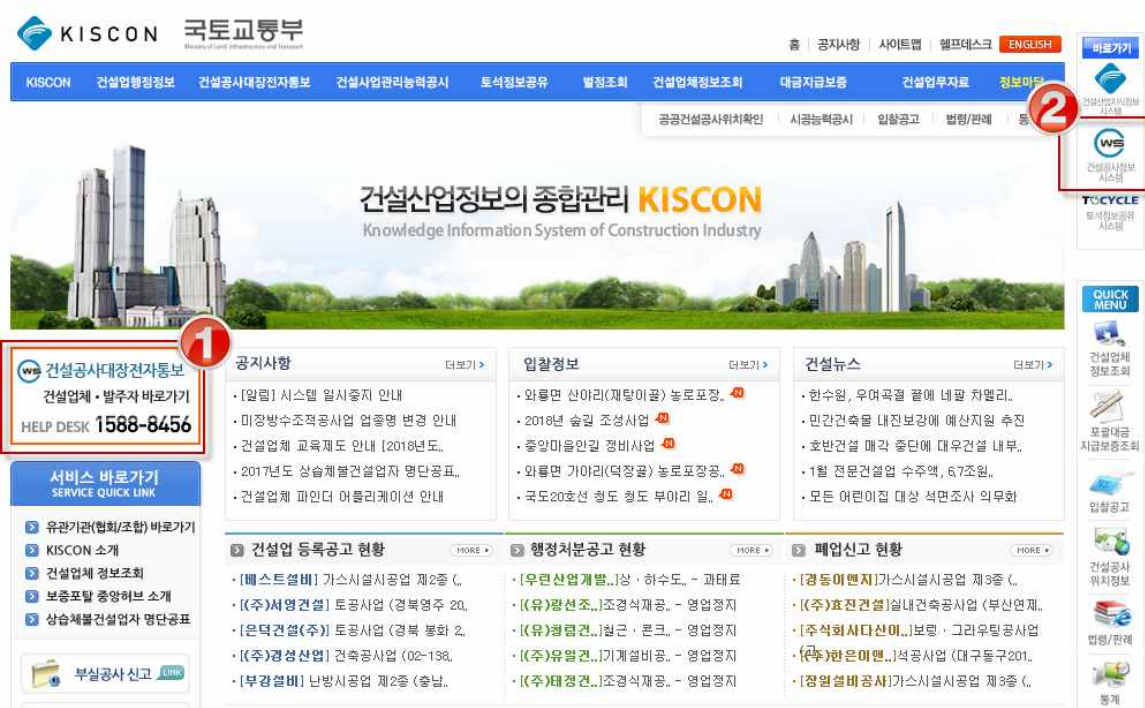 KISCON
국토교통부
Ministry of Land, Infrastructure and Transport
홈 공지사항 사이트맵 헬프데스크 ENGLISH
KISCON 건설업행정정보 건설공사대장전자통보 건설사업관리능력공시 토석정보공유 벌점조회 건설업체정보조회 대금지급보증 건설업무자료 정보마당
공공건설공사위치확인 시공능력공시 입찰공고 법령/판례
바로가기
건설산업지식정보
시스템
2
WS
건설공사정보
시스템
TOCYCLE
토석정보공유
시스템
건설산업정보의 종합관리 KISCON
Knowledge Information System of Construction Industry
1
WS 건설공사대장전자통보
건설업체 • 발주자 바로가기
HELP DESK 1588-8456
서비스 바로가기
SERVICE QUICK LINK
유관기관(협회/조합) 바로가기
KISCON 소개
건설업체 정보조회
보증포탈 중앙허브 소개
상습체불건설업자 명단공표
부실공사 신고 LINK
공지사항 더보기
· [알림] 시스템 일시중지 안내
· 미장방수조적공사업 업종명 변경 안내
· 건설업체 교육제도 안내 [2018년도..
· 2017년도 상습체불건설업자 명단공표..
· 건설업체 파인더 어플리케이션 안내
입찰정보 더보기
· 와룡면 산야리(재탕이골) 농로포장.. N
· 2018년 숲길 조성사업 N
· 중앙마을안길 정비사업 N
· 와룡면 가야리(덕장골) 농로포장공.. N
· 국도20호선 청도 청도 부야리 일.. N
건설뉴스 더보기
· 한수원, 우여곡절 끝에 네팔 차멜리..
· 민간건축물 내진보강에 예산지원 추진
· 호반건설 매각 중단에 대우건설 내부..
· 1월 전문건설업 수주액, 6.7조원..
· 모든 어린이집 대상 석면조사 의무화
건설업 등록공고 현황 MORE
· [베스트설비] 가스시설시공업 제2종 (..
· [(주)서영건설] 토공사업 (경북영주 20..
· [은덕건설(주)] 토공사업 (경북 봉화 2..
· [(주)경성산업] 건축공사업 (02-138..
· [부강설비] 난방시공업 제2종 (충남..
행정처분공고 현황 MORE
· [우련산업개발..]상 · 하수도.. - 과태료
· [(유)랑선조..]조경식재공.. - 영업정지
· [(유)청림건..]철근 · 콘크.. - 영업정지
· [(주)유일건..]기계설비공.. - 영업정지
· [(주)태정건..]조경식재공.. - 영업정지
폐업신고 현황 MORE
· [경동이엔지]가스시설시공업 제3종 (..
· [(주)효진건설]실내건축공사업 (부산연제..
· [주식회사다산이..]보링 · 그라우팅공사업
· [(주)한은이앤..]석공사업 (대구동구201..
· [장원설비공사]가스시설시공업 제3종 (..
QUICK
MENU
건설업체
정보조회
포괄대금
지급보증조회
입찰공고
건설공사
위치정보
법령/판례
통계